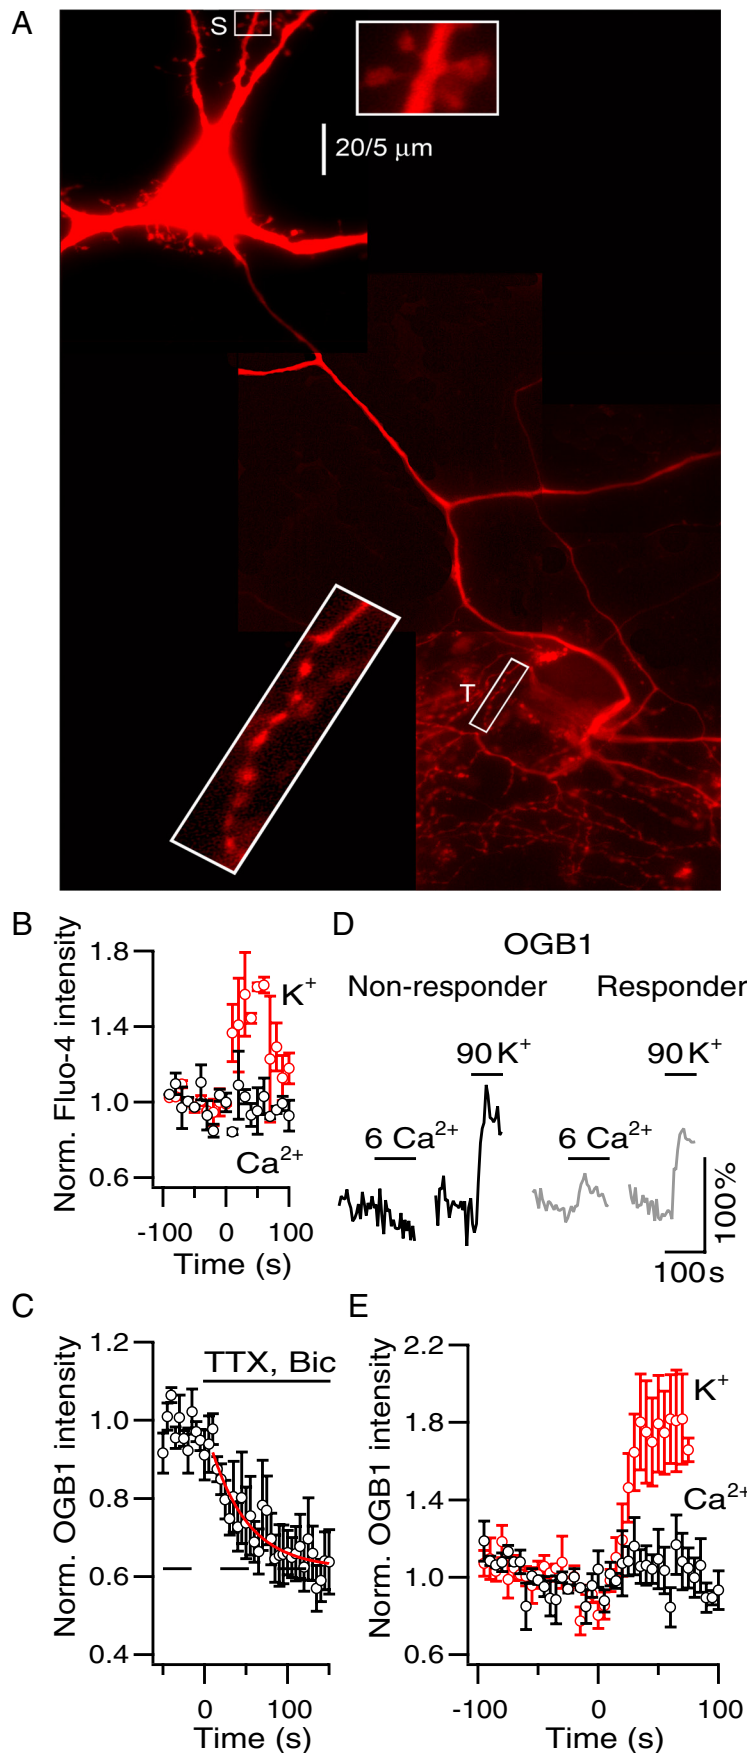 A
S
20/5 μm
T
B
Norm. Fluo-4 intensity
1.8
1.4
1.0
0.6
K+
Ca2+
-100
0
100
Time (s)
D
OGB1
Non-responder
Responder
90 K+
90 K+
6 Ca2+
6 Ca2+
100%
100s
C
Norm. OGB1 intensity
1.2
1.0
0.8
0.6
0.4
TTX, Bic
0
100
Time (s)
E
Norm. OGB1 intensity
2.2
1.8
1.4
1.0
0.6
K+
Ca2+
-100
0
100
Time (s)